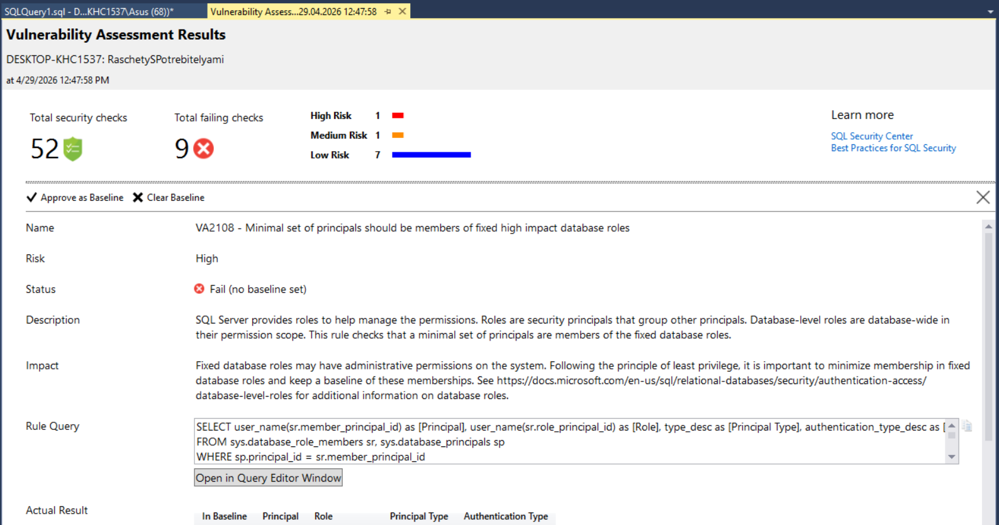 SQLQuery1.sql - D...KHC1537\Asus (68))*
Vulnerability Assess...29.04.2026 12:47:58
Vulnerability Assessment Results
DESKTOP-KHC1537: RaschetySPotrebitelyami
at 4/29/2026 12:47:58 PM
Total security checks
52
Total failing checks
9
High Risk 1
Medium Risk 1
Low Risk 7
Learn more
SQL Security Center
Best Practices for SQL Security
Approve as Baseline
Clear Baseline
Name
VA2108 - Minimal set of principals should be members of fixed high impact database roles
Risk
High
Status
Fail (no baseline set)
Description
SQL Server provides roles to help manage the permissions. Roles are security principals that group other principals. Database-level roles are database-wide in
their permission scope. This rule checks that a minimal set of principals are members of the fixed database roles.
Impact
Fixed database roles may have administrative permissions on the system. Following the principle of least privilege, it is important to minimize membership in fixed
database roles and keep a baseline of these memberships. See https://docs.microsoft.com/en-us/sql/relational-databases/security/authentication-access/
database-level-roles for additional information on database roles.
Rule Query
SELECT user_name(sr.member_principal_id) as [Principal], user_name(sr.role_principal_id) as [Role], type_desc as [Principal Type], authentication_type_desc as [
FROM sys.database_role_members sr, sys.database_principals sp
WHERE sp.principal_id = sr.member_principal_id
Open in Query Editor Window
Actual Result
In Baseline Principal Role Principal Type Authentication Type